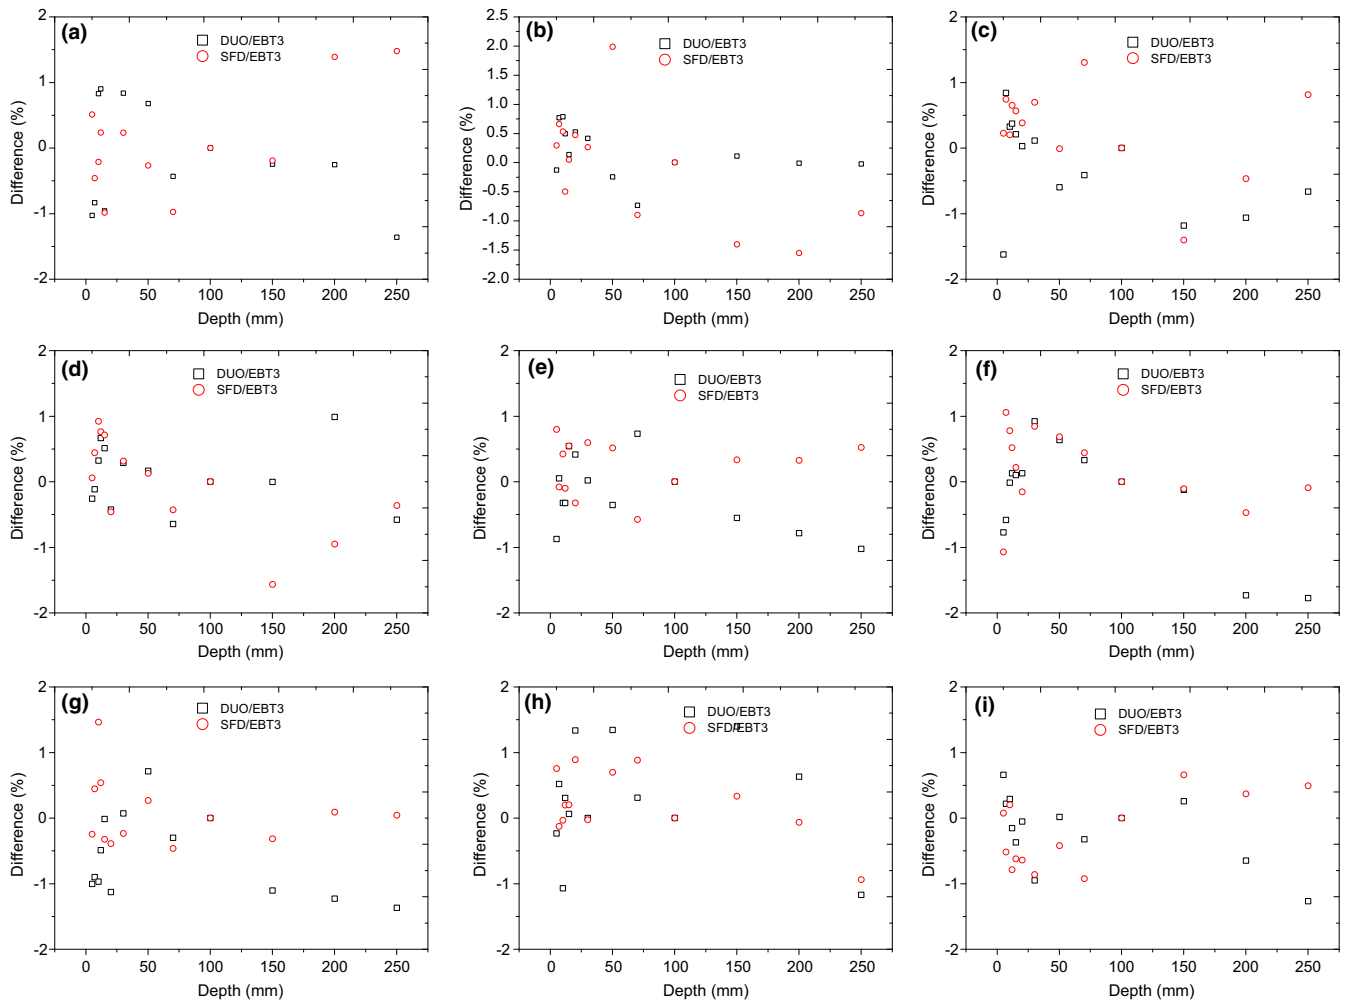 (a)
DUO/EBT3
SFD/EBT3
2
1
0
-1
-2
Difference (%)
0 50 100 150 200 250
Depth (mm)
(b)
DUO/EBT3
SFD/EBT3
2.5
2.0
1.5
1.0
0.5
0.0
-0.5
-1.0
-1.5
2.0
Difference (%)
0 50 100 150 200 250
Depth (mm)
(c)
DUO/EBT3
SFD/EBT3
2
1
0
-1
-2
Difference (%)
0 50 100 150 200 250
Depth (mm)
(d)
DUO/EBT3
SFD/EBT3
2
1
0
-1
-2
Difference (%)
0 50 100 150 200 250
Depth (mm)
(e)
DUO/EBT3
SFD/EBT3
2
1
0
-1
-2
Difference (%)
0 50 100 150 200 250
Depth (mm)
(f)
DUO/EBT3
SFD/EBT3
2
1
0
-1
-2
Difference (%)
0 50 100 150 200 250
Depth (mm)
(g)
DUO/EBT3
SFD/EBT3
2
1
0
-1
-2
Difference (%)
0 50 100 150 200 250
Depth (mm)
(h)
DUO/EBT3
SFD/EBT3
2
1
0
-1
-2
Difference (%)
0 50 100 150 200 250
Depth (mm)
(i)
DUO/EBT3
SFD/EBT3
2
1
0
-1
-2
Difference (%)
0 50 100 150 200 250
Depth (mm)